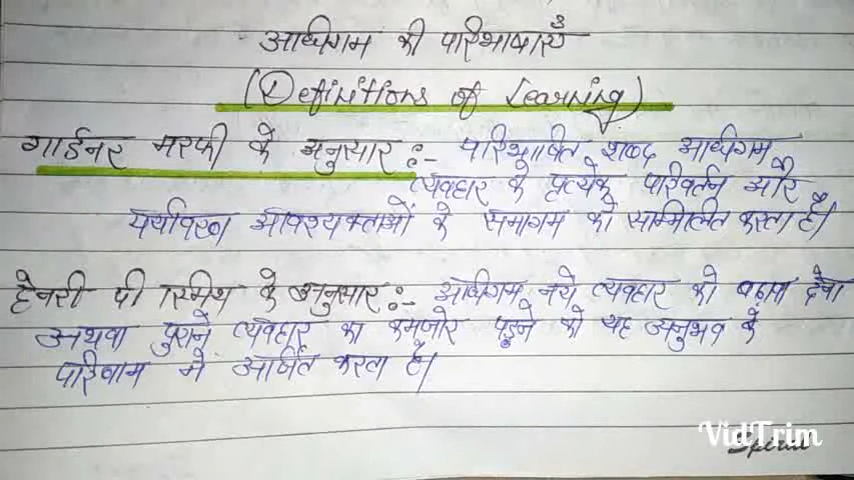 अधिगम की परिभाषाएँ
(Definitions of Learning)
गार्डनर मरफी के अनुसार :- परिभाषित शब्द अधिगम
व्यवहार के प्रत्येक परिवर्तन और
पर्यावरण आवश्यक्ताओं के समागम को सम्मिलित करता है।
हेनरी पी स्मिथ के अनुसार :- अधिगम नये व्यवहार को बढ़ावा देना
अथवा पुराने व्यवहार का कमजोर पड़ने को यह अनुभव के
परिणाम मे अर्जित करता है।
VidTrim
Spiral